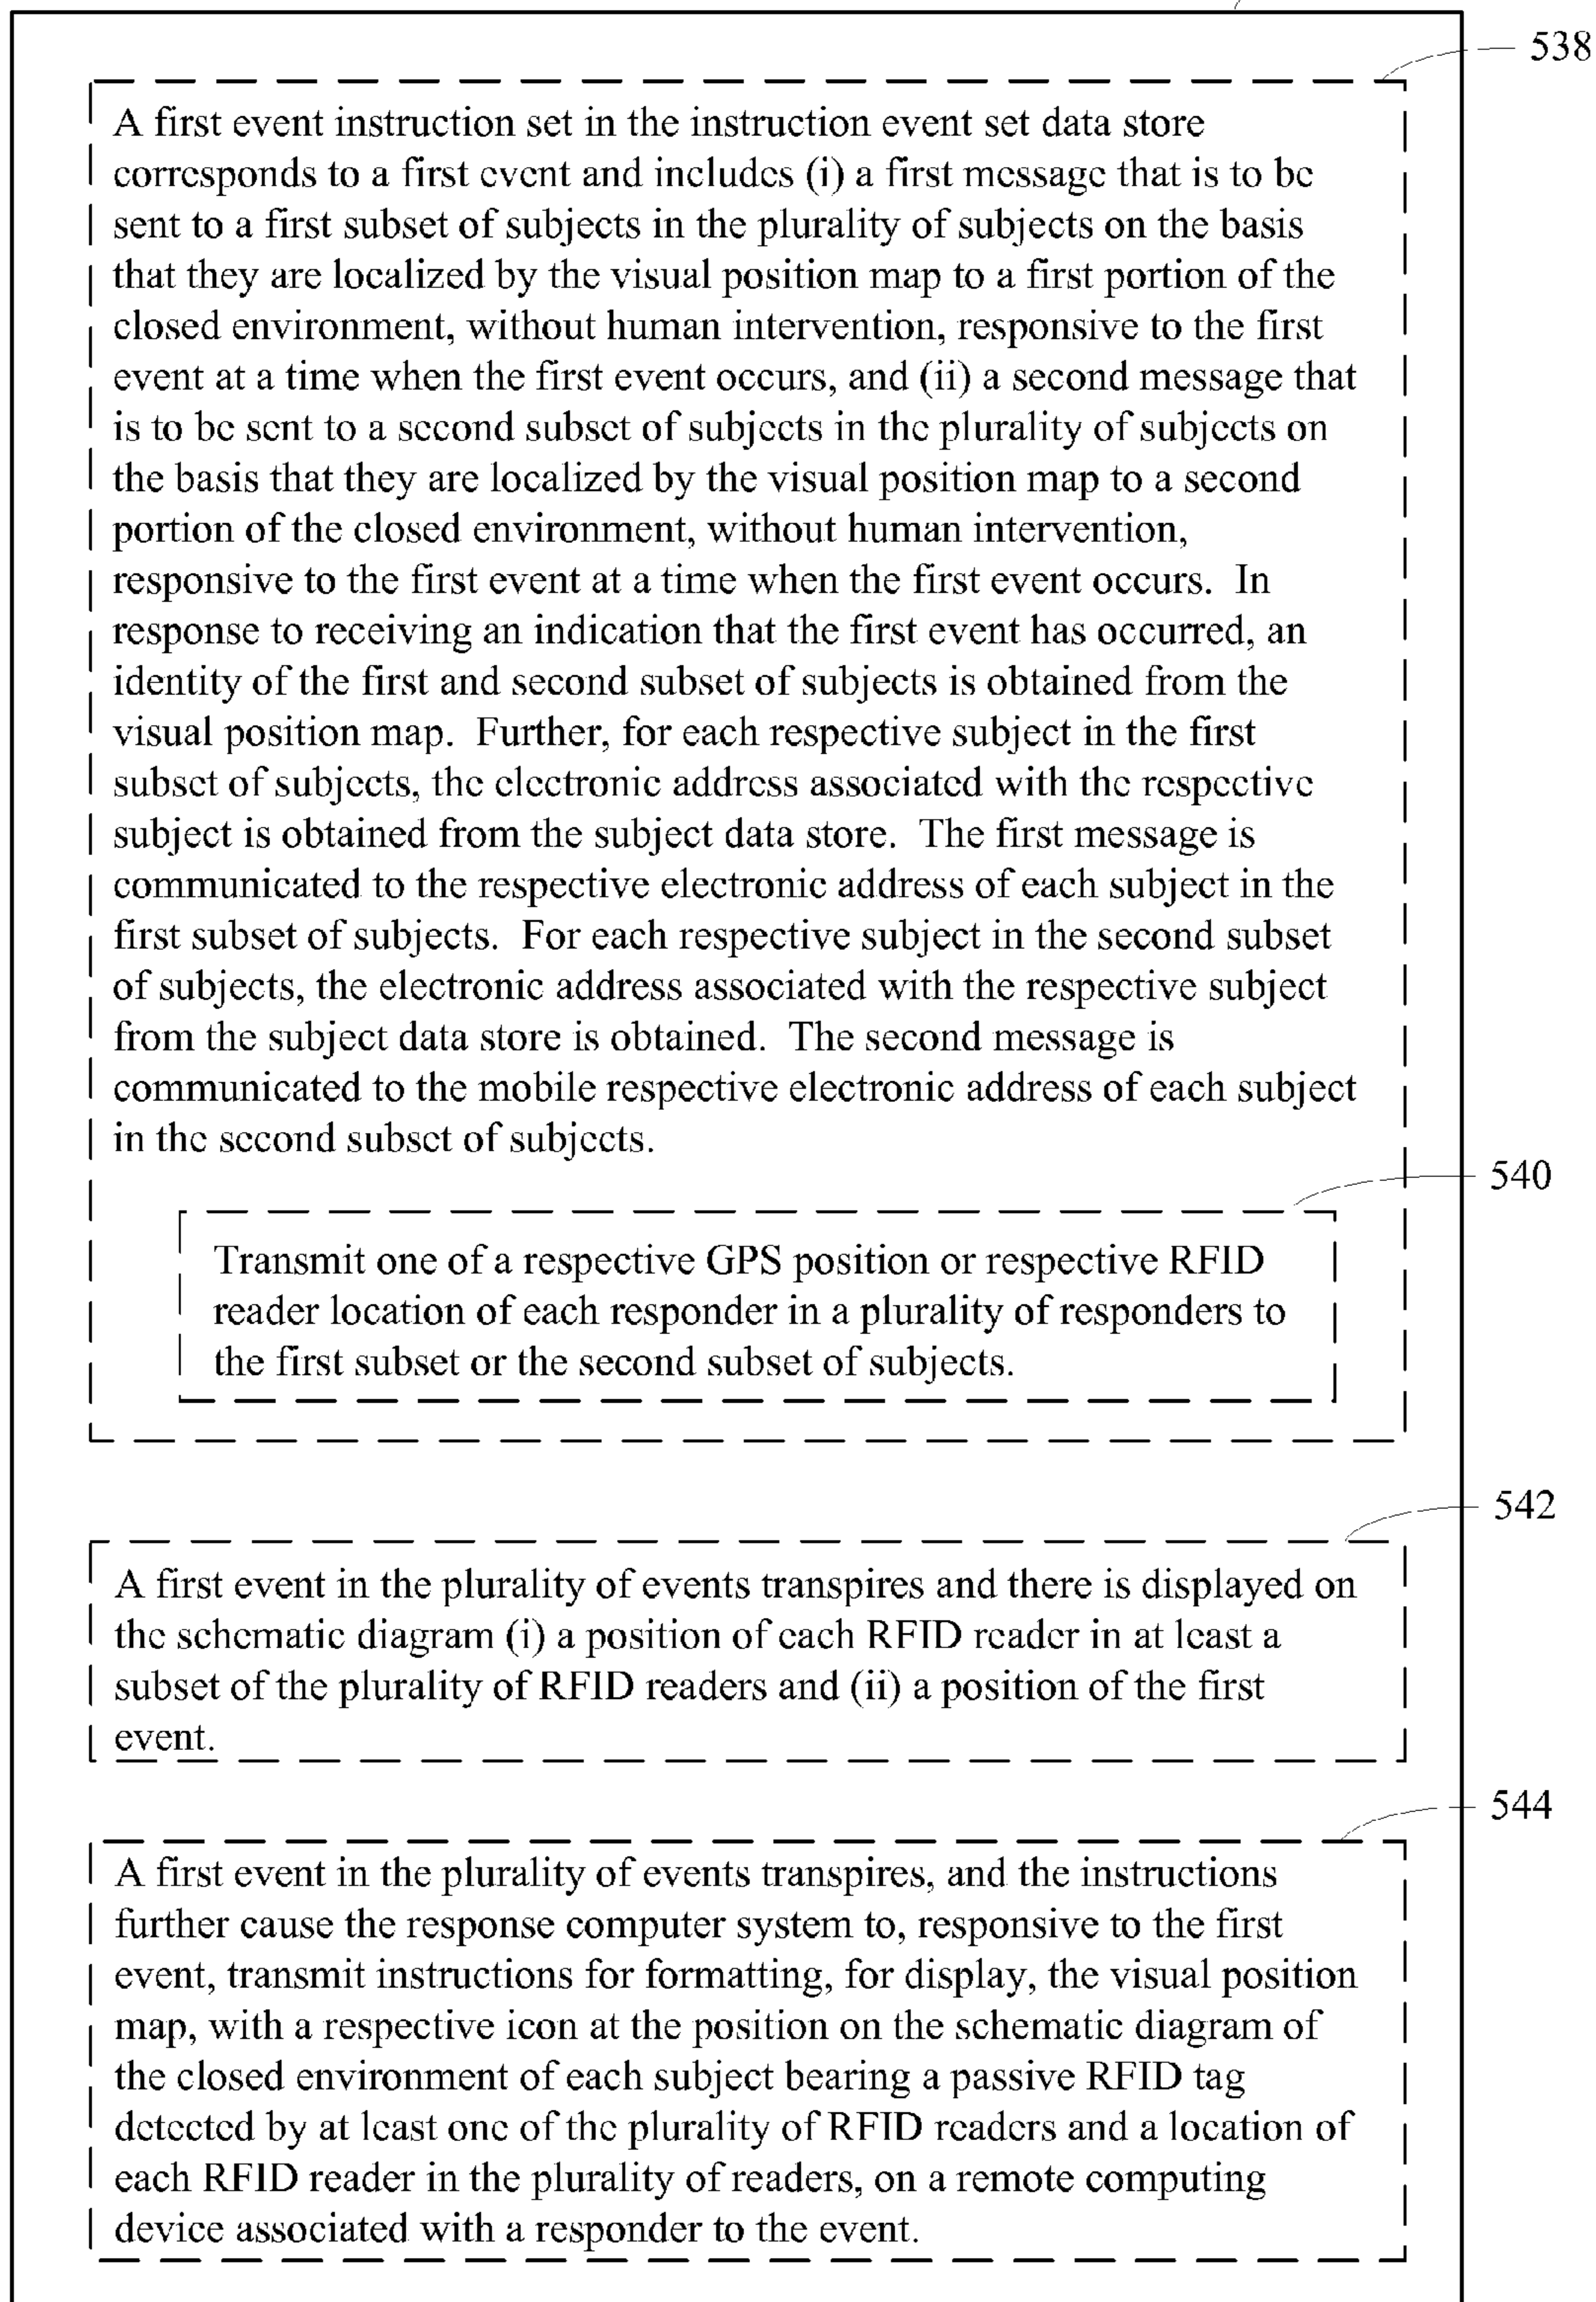 538
A first event instruction set in the instruction event set data store
corresponds to a first event and includes (i) a first message that is to be
sent to a first subset of subjects in the plurality of subjects on the basis
that they are localized by the visual position map to a first portion of the
closed environment, without human intervention, responsive to the first
event at a time when the first event occurs, and (ii) a second message that
is to be sent to a second subset of subjects in the plurality of subjects on
the basis that they are localized by the visual position map to a second
portion of the closed environment, without human intervention,
responsive to the first event at a time when the first event occurs.  In
response to receiving an indication that the first event has occurred, an
identity of the first and second subset of subjects is obtained from the
visual position map.  Further, for each respective subject in the first
subset of subjects, the electronic address associated with the respective
subject is obtained from the subject data store.  The first message is
communicated to the respective electronic address of each subject in the
first subset of subjects.  For each respective subject in the second subset
of subjects, the electronic address associated with the respective subject
from the subject data store is obtained.  The second message is
communicated to the mobile respective electronic address of each subject
in the second subset of subjects.
540
Transmit one of a respective GPS position or respective RFID
reader location of each responder in a plurality of responders to
the first subset or the second subset of subjects.
542
A first event in the plurality of events transpires and there is displayed on
the schematic diagram (i) a position of each RFID reader in at least a
subset of the plurality of RFID readers and (ii) a position of the first
event.
544
A first event in the plurality of events transpires, and the instructions
further cause the response computer system to, responsive to the first
event, transmit instructions for formatting, for display, the visual position
map, with a respective icon at the position on the schematic diagram of
the closed environment of each subject bearing a passive RFID tag
detected by at least one of the plurality of RFID readers and a location of
each RFID reader in the plurality of readers, on a remote computing
device associated with a responder to the event.